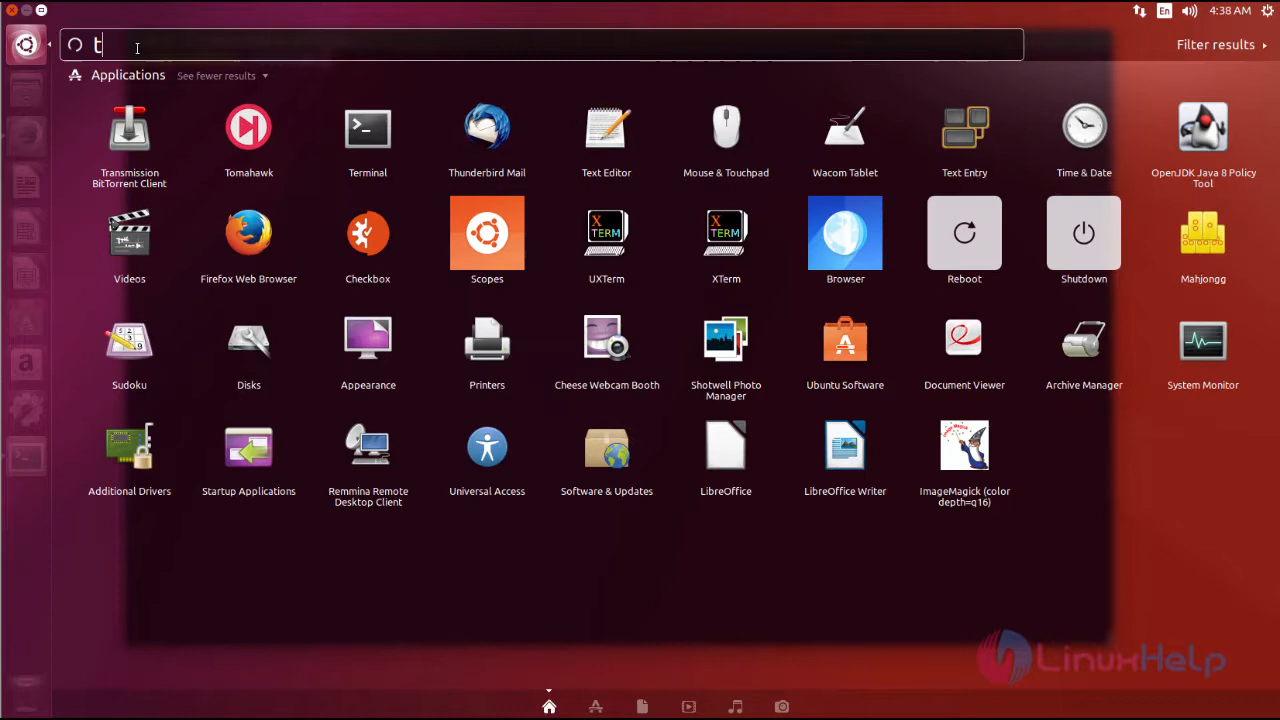 En 4:38 AM
t
Filter results
Applications See fewer results
Transmission
BitTorrent Client
Tomahawk
Terminal
Thunderbird Mail
Text Editor
Mouse & Touchpad
Wacom Tablet
Text Entry
Time & Date
OpenJDK Java 8 Policy
Tool
Videos
Firefox Web Browser
Checkbox
Scopes
X
TERM
UXTerm
X
TERM
XTerm
Browser
Reboot
Shutdown
Mahjongg
Sudoku
Disks
Appearance
Printers
Cheese Webcam Booth
Shotwell Photo
Manager
Ubuntu Software
Document Viewer
Archive Manager
System Monitor
Additional Drivers
Startup Applications
Remmina Remote
Desktop Client
Universal Access
Software & Updates
LibreOffice
LibreOffice Writer
ImageMagick (color
depth=q16)
LinuxHelp